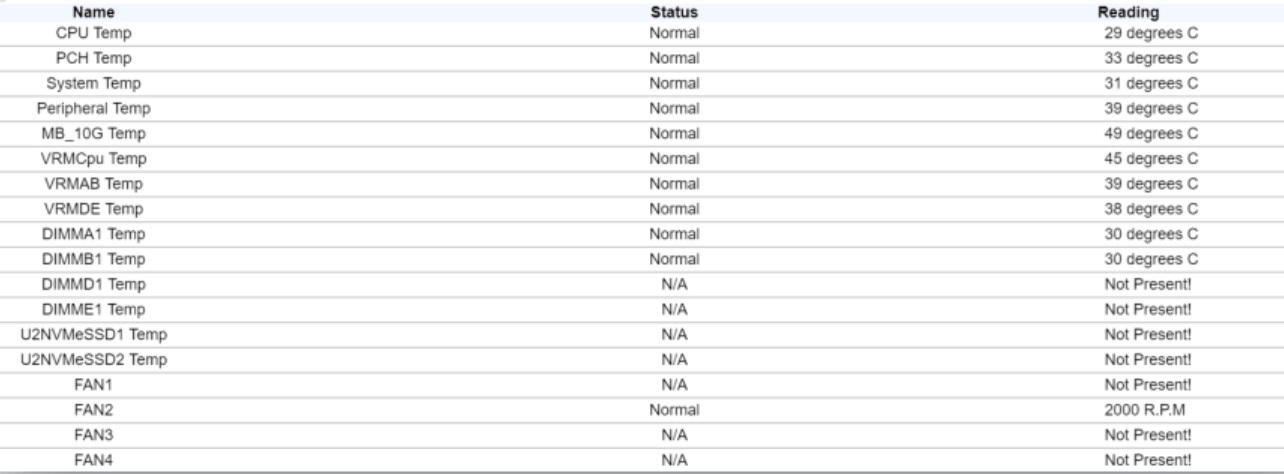 Name Status Reading
CPU Temp Normal 29 degrees C
PCH Temp Normal 33 degrees C
System Temp Normal 31 degrees C
Peripheral Temp Normal 39 degrees C
MB_10G Temp Normal 49 degrees C
VRMCpu Temp Normal 45 degrees C
VRMAB Temp Normal 39 degrees C
VRMDE Temp Normal 38 degrees C
DIMMA1 Temp Normal 30 degrees C
DIMMB1 Temp Normal 30 degrees C
DIMMD1 Temp N/A Not Present!
DIMME1 Temp N/A Not Present!
U2NVMeSSD1 Temp N/A Not Present!
U2NVMeSSD2 Temp N/A Not Present!
FAN1 N/A Not Present!
FAN2 Normal 2000 R.P.M
FAN3 N/A Not Present!
FAN4 N/A Not Present!